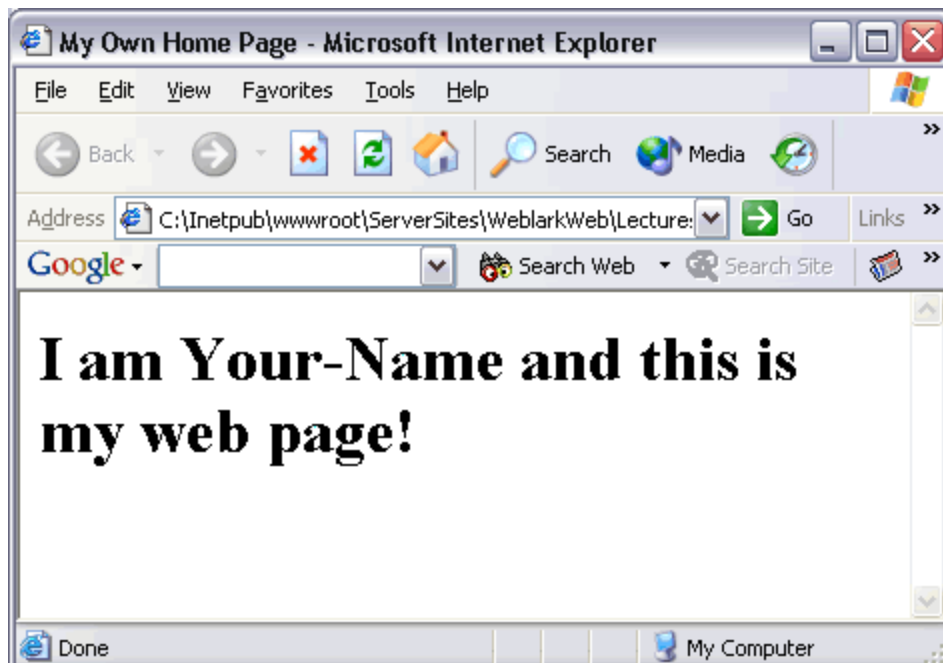 My Own Home Page - Microsoft Internet Explorer
File Edit View Favorites Tools Help
Back Search Media »
Address C:\Inetpub\wwwroot\ServerSites\WeblarkWeb\Lecture: Go Links »
Google Search Web Search Site »
I am Your-Name and this is
my web page!
Done My Computer